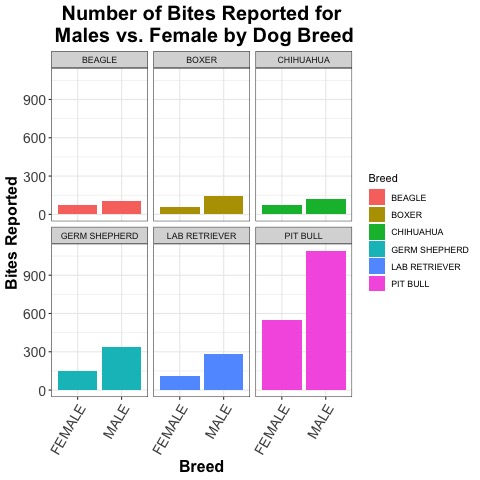 Number of Bites Reported for
Males vs. Female by Dog Breed
BEAGLE BOXER CHIHUAHUA
900
600
300
0
GERM SHEPHERD LAB RETRIEVER PIT BULL
900
600
300
0
FEMALE MALE FEMALE MALE FEMALE MALE
Breed
Bites Reported
Breed
BEAGLE
BOXER
CHIHUAHUA
GERM SHEPHERD
LAB RETRIEVER
PIT BULL